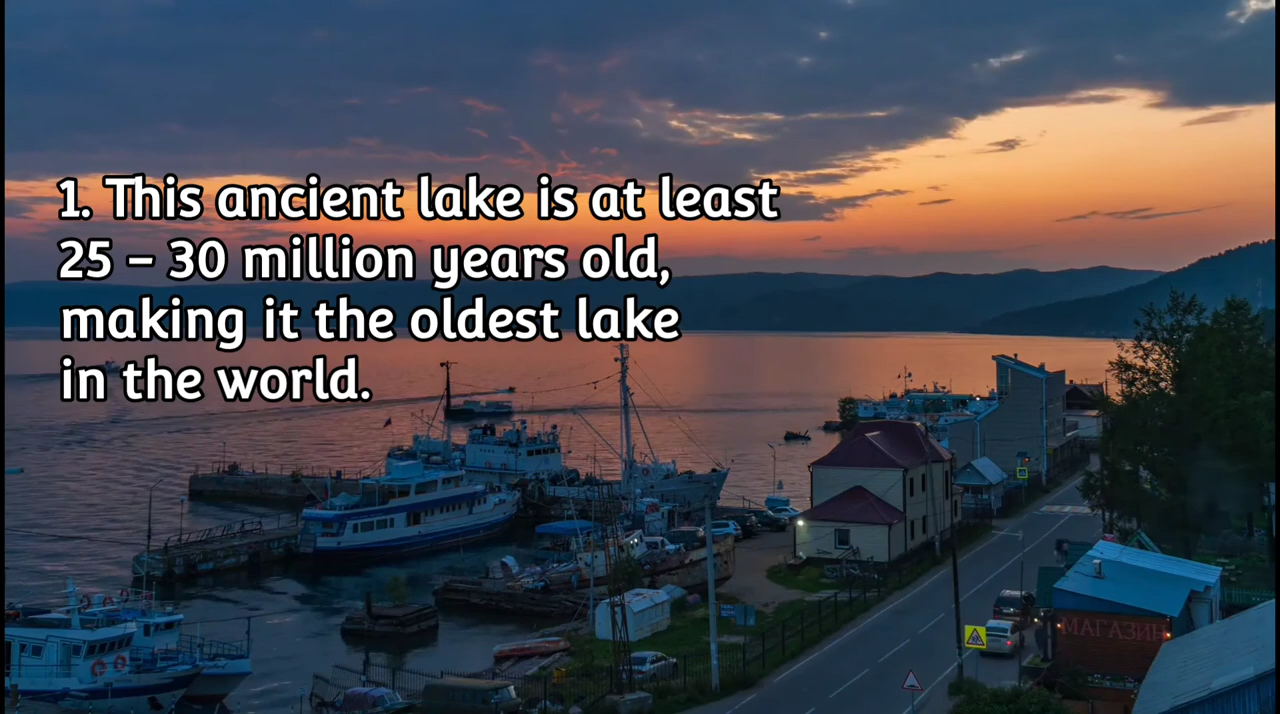 1. This ancient lake is at least
25 – 30 million years old,
making it the oldest lake
in the world.
МАГАЗИН